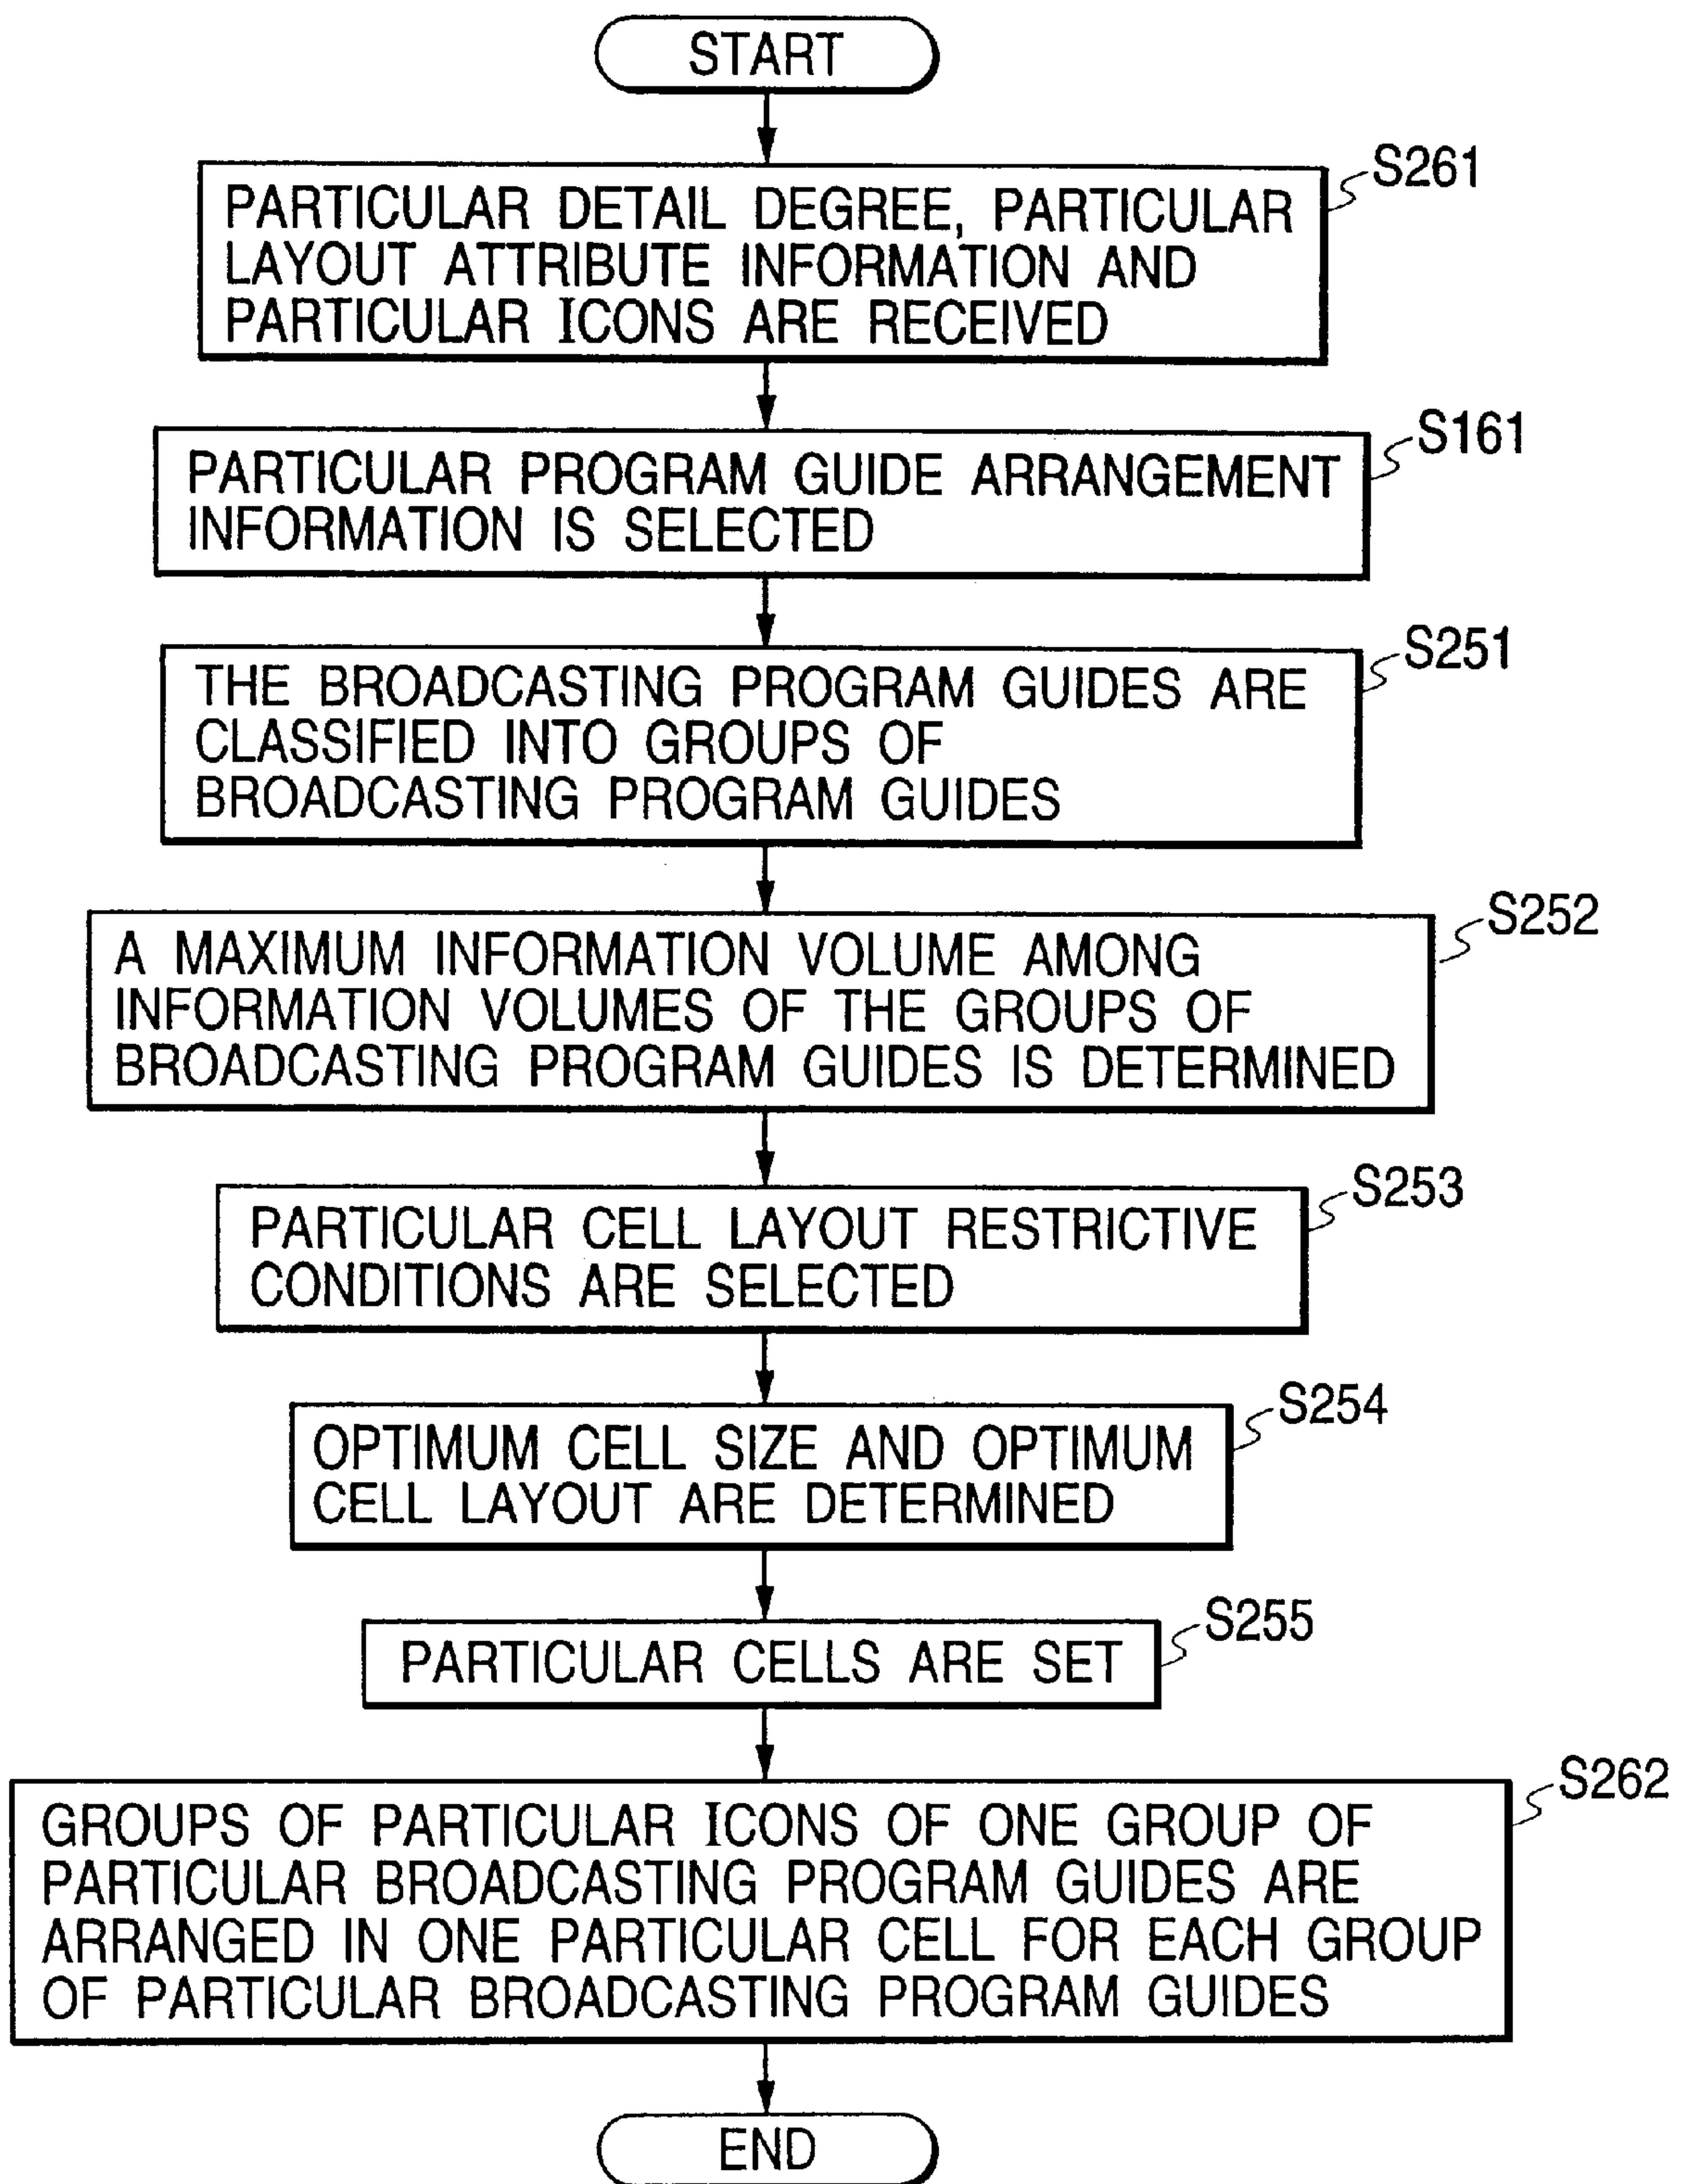 START
S261
PARTICULAR DETAIL DEGREE, PARTICULAR
LAYOUT ATTRIBUTE INFORMATION AND
PARTICULAR ICONS ARE RECEIVED
S161
PARTICULAR PROGRAM GUIDE ARRANGEMENT
INFORMATION IS SELECTED
S251
THE BROADCASTING PROGRAM GUIDES ARE
CLASSIFIED INTO GROUPS OF
BROADCASTING PROGRAM GUIDES
S252
A MAXIMUM INFORMATION VOLUME AMONG
INFORMATION VOLUMES OF THE GROUPS OF
BROADCASTING PROGRAM GUIDES IS DETERMINED
S253
PARTICULAR CELL LAYOUT RESTRICTIVE
CONDITIONS ARE SELECTED
S254
OPTIMUM CELL SIZE AND OPTIMUM
CELL LAYOUT ARE DETERMINED
S255
PARTICULAR CELLS ARE SET
S262
GROUPS OF PARTICULAR ICONS OF ONE GROUP OF
PARTICULAR BROADCASTING PROGRAM GUIDES ARE
ARRANGED IN ONE PARTICULAR CELL FOR EACH GROUP
OF PARTICULAR BROADCASTING PROGRAM GUIDES
END